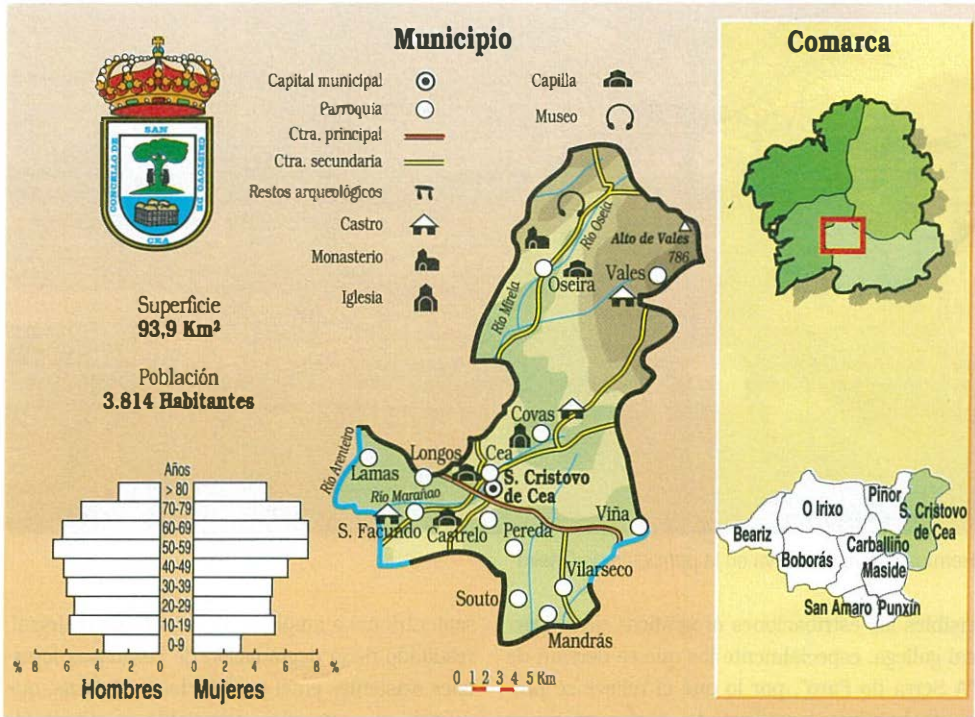 Municipio
Capital municipal
Parroquia
Ctra. principal
Ctra. secundaria
Restos arqueológicos
Castro
Monasterio
Iglesia
Capilla
Museo
CONCELLO DE
SAN
CRISTOVO DE
CEA
Superficie
93,9 Km²
Población
3.814 Habitantes
Años
> 80
70-79
60-69
50-59
40-49
30-39
20-29
10-19
0-9
% 8 6 4 2 0
0 2 4 6 8 %
Hombres
Mujeres
Río Oseira
Alto de Vales
786
Oseira
Vales
Río Mirela
Covas
Río Arenteiro
Longos
Cea
Lamas
S. Cristovo
de Cea
Río Marañao
S. Facundo
Castrelo
Pereda
Viña
Vilarseco
Souto
Mandrás
0 1 2 3 4 5 Km
Comarca
Piñor
O Irixo
S. Cristovo
de Cea
Beariz
Carballiño
Boborás
Maside
San Amaro
Punxín